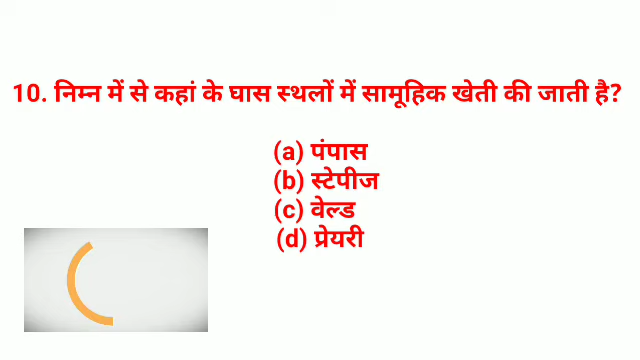 10. निम्न में से कहां के घास स्थलों में सामूहिक खेती की जाती है?
(a) पंपास
(b) स्टेपीज
(c) वेल्ड
(d) प्रेयरी